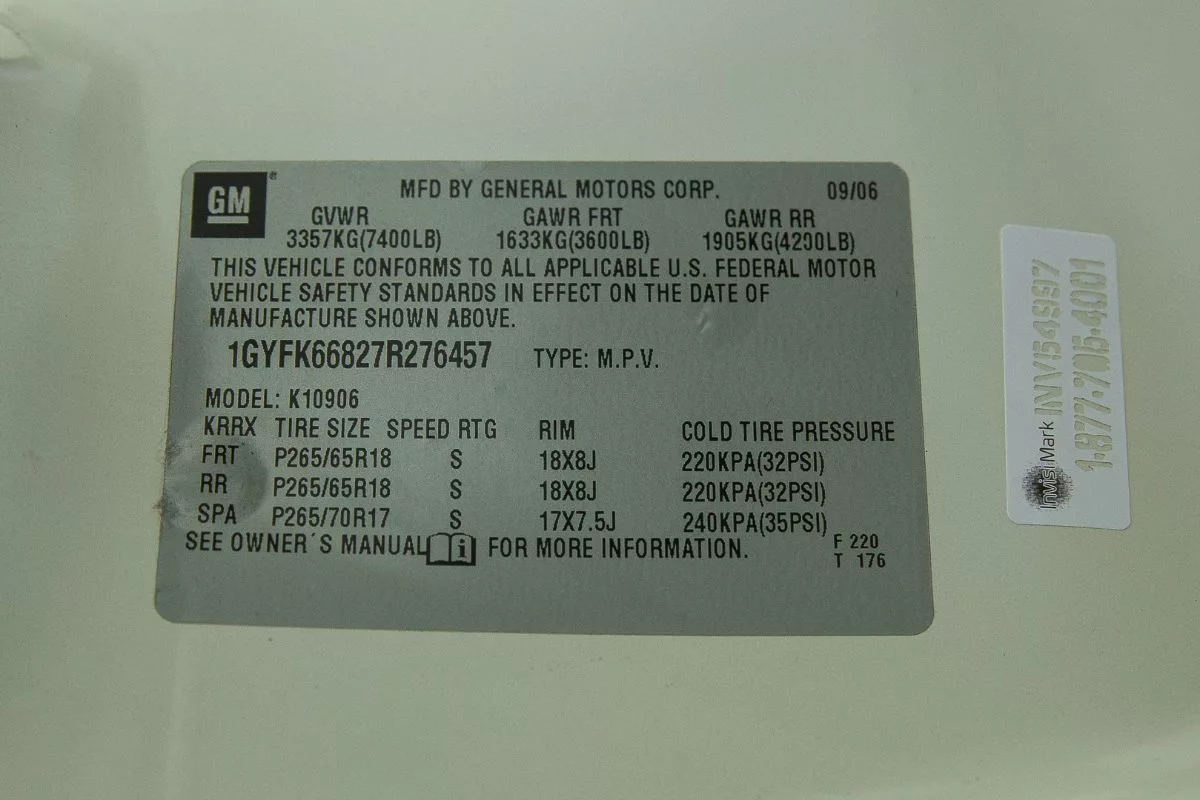 GM®
MFD BY GENERAL MOTORS CORP. 09/06
GVWR GAWR FRT GAWR RR
3357KG(7400LB) 1633KG(3600LB) 1905KG(4200LB)
THIS VEHICLE CONFORMS TO ALL APPLICABLE U.S. FEDERAL MOTOR
VEHICLE SAFETY STANDARDS IN EFFECT ON THE DATE OF
MANUFACTURE SHOWN ABOVE.
1GYFK66827R276457 TYPE: M.P.V.
MODEL: K10906
KRRX TIRE SIZE SPEED RTG RIM COLD TIRE PRESSURE
FRT P265/65R18 S 18X8J 220KPA(32PSI)
RR P265/65R18 S 18X8J 220KPA(32PSI)
SPA P265/70R17 S 17X7.5J 240KPA(35PSI)
SEE OWNER´S MANUAL FOR MORE INFORMATION.
F 220
T 176
InvisiMark INV54997
1-877-706-4001